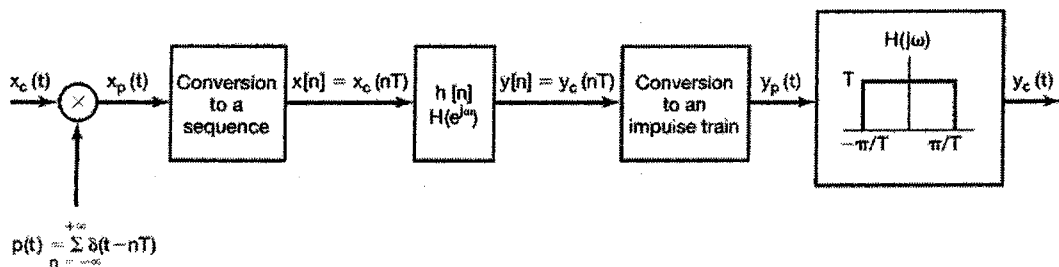 x_c (t)
x_p (t)
Conversion
to a
sequence
x[n] = x_c (nT)
h [n]
H(e^{jω})
y[n] = y_c (nT)
Conversion
to an
impulse train
y_p (t)
H(jω)
T
−π/T
π/T
y_c (t)
×
p(t) = Σ δ(t−nT)
+∞
n = −∞